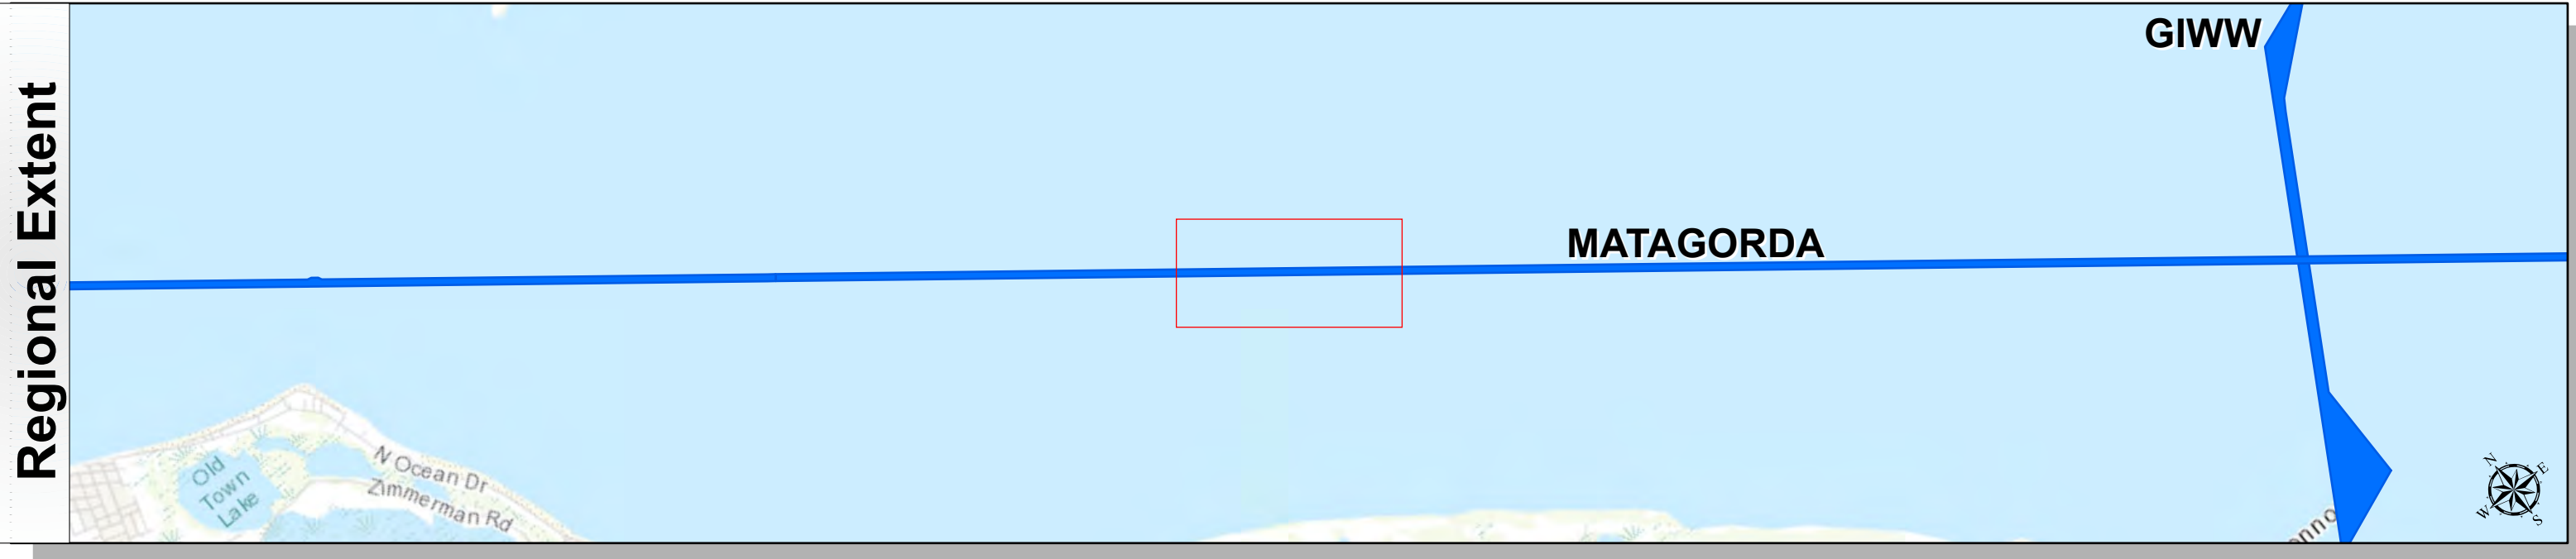 Regional Extent
GIWW
MATAGORDA
N Ocean Dr
Zimmerman Rd
Old
Town
Lake
N
E
W
S